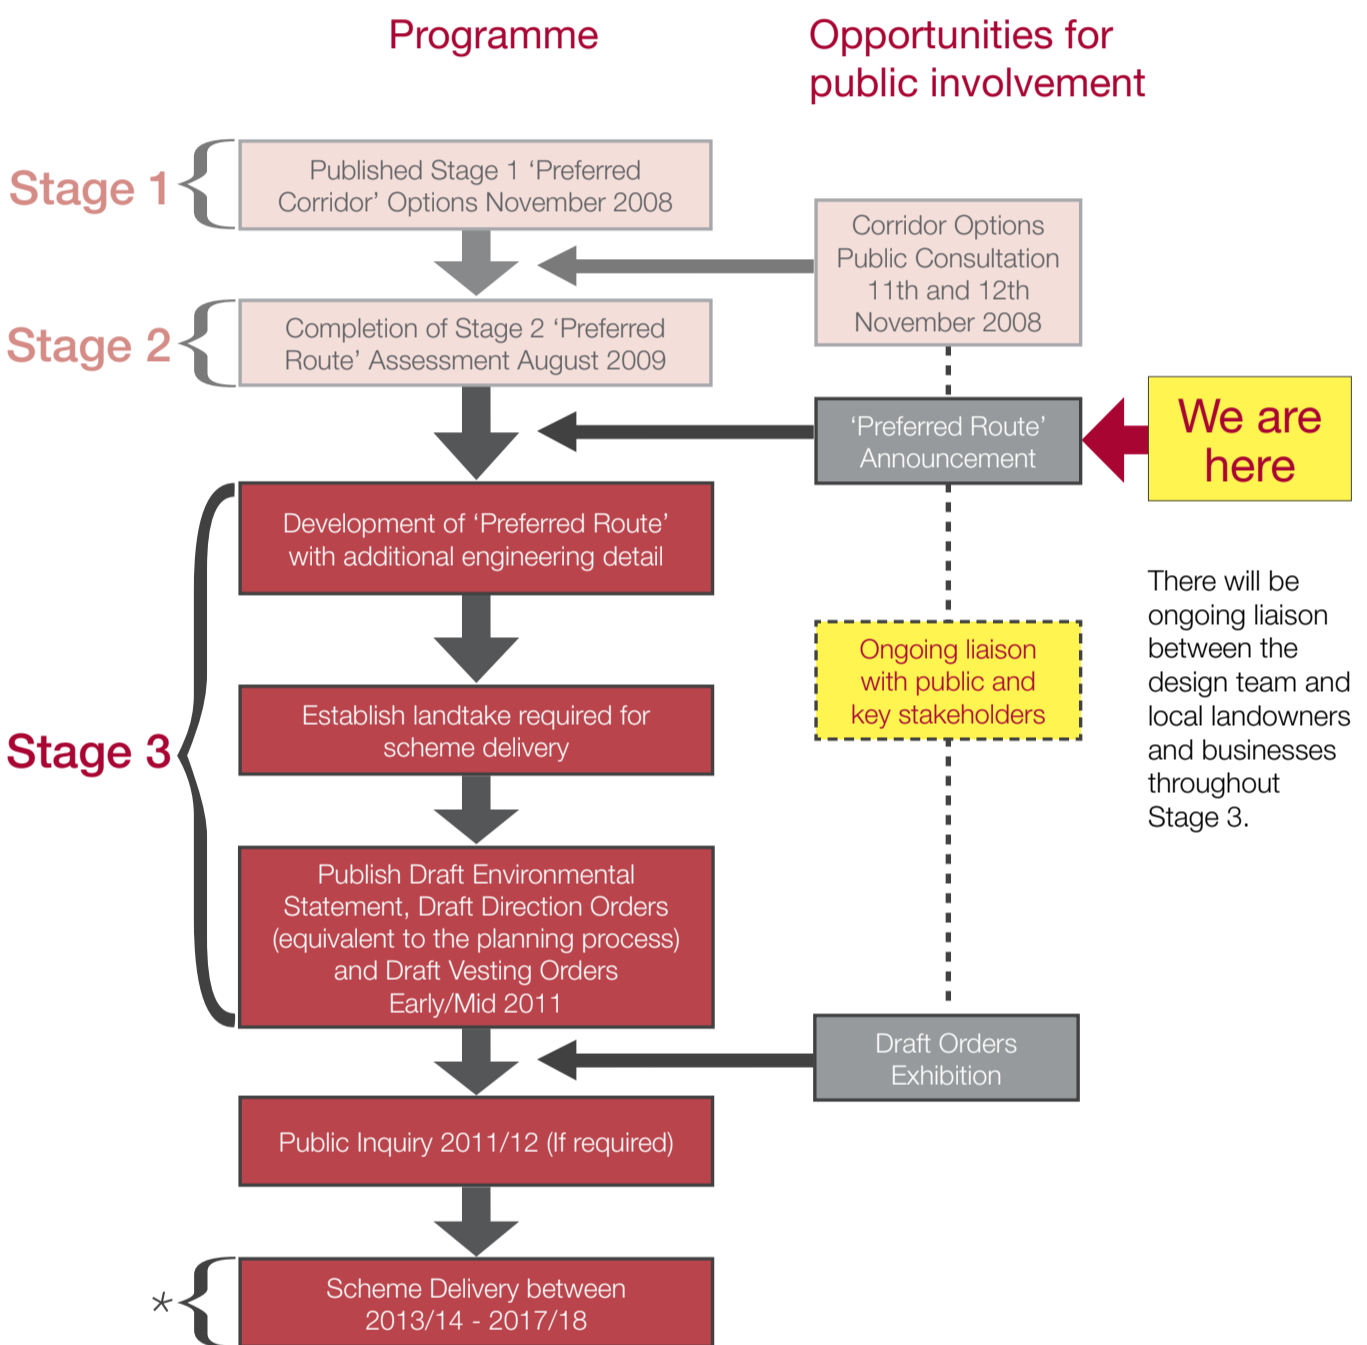 Programme
Opportunities for
public involvement
Stage 1
Published Stage 1 ‘Preferred
Corridor’ Options November 2008
Corridor Options
Public Consultation
11th and 12th
November 2008
Stage 2
Completion of Stage 2 ‘Preferred
Route’ Assessment August 2009
‘Preferred Route’
Announcement
We are
here
Stage 3
Development of ‘Preferred Route’
with additional engineering detail
Establish landtake required for
scheme delivery
Publish Draft Environmental
Statement, Draft Direction Orders
(equivalent to the planning process)
and Draft Vesting Orders
Early/Mid 2011
Ongoing liaison
with public and
key stakeholders
There will be
ongoing liaison
between the
design team and
local landowners
and businesses
throughout
Stage 3.
Draft Orders
Exhibition
Public Inquiry 2011/12 (If required)
*
Scheme Delivery between
2013/14 - 2017/18